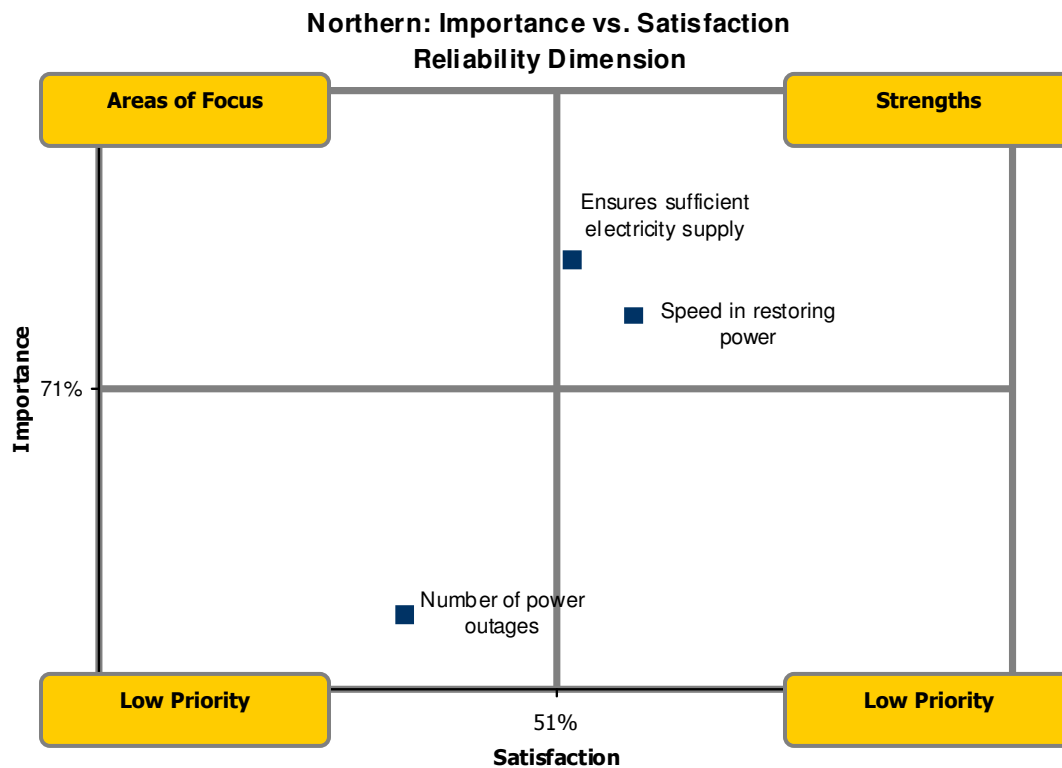 Northern: Importance vs. Satisfaction
Reliability Dimension
Areas of Focus
Strengths
Ensures sufficient
electricity supply
Speed in restoring
power
71%
Importance
Number of power
outages
Low Priority
Low Priority
51%
Satisfaction